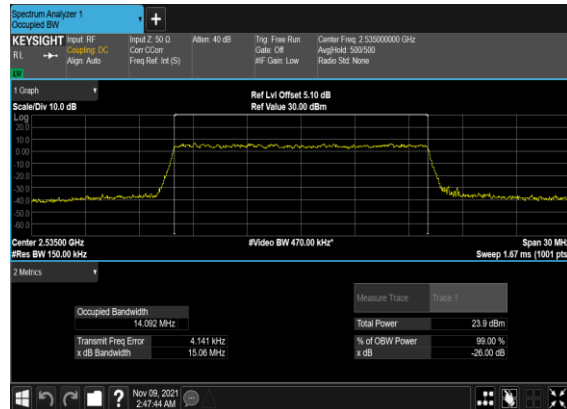 Spectrum Analyzer 1
Occupied BW
+
KEYSIGHT
RL
Input: RF
Coupling: DC
Align: Auto
Input Z: 50 Ω
Corr CCorr
Freq Ref: Int (S)
Atten: 40 dB
Trig: Free Run
Gate: Off
#IF Gain: Low
Center Freq: 2.535000000 GHz
Avg|Hold: 500/500
Radio Std: None
1 Graph
Scale/Div 10.0 dB
Ref Lvl Offset 5.10 dB
Ref Value 30.00 dBm
Log
20.0
10.0
0.00
-10.0
-20.0
-30.0
-40.0
-50.0
-60.0
Center 2.53500 GHz
#Res BW 150.00 kHz
#Video BW 470.00 kHz*
Span 30 MHz
Sweep 1.67 ms (1001 pts
2 Metrics
Measure Trace Trace 1
Occupied Bandwidth
14.092 MHz
Total Power 23.9 dBm
Transmit Freq Error 4.141 kHz
% of OBW Power 99.00 %
x dB Bandwidth 15.06 MHz
x dB -26.00 dB
?
Nov 09, 2021
2:47:44 AM